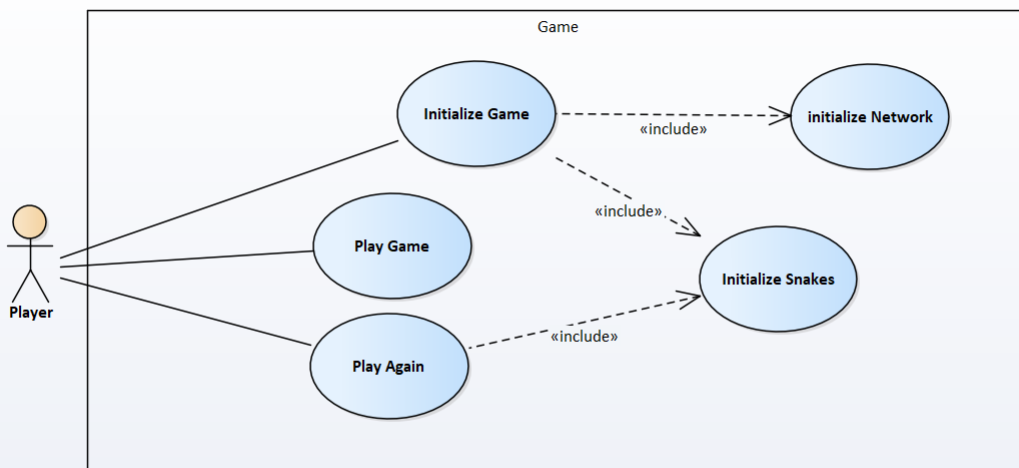 Game
Initialize Game
«include»
initialize Network
«include»
Play Game
Initialize Snakes
Player
«include»
Play Again